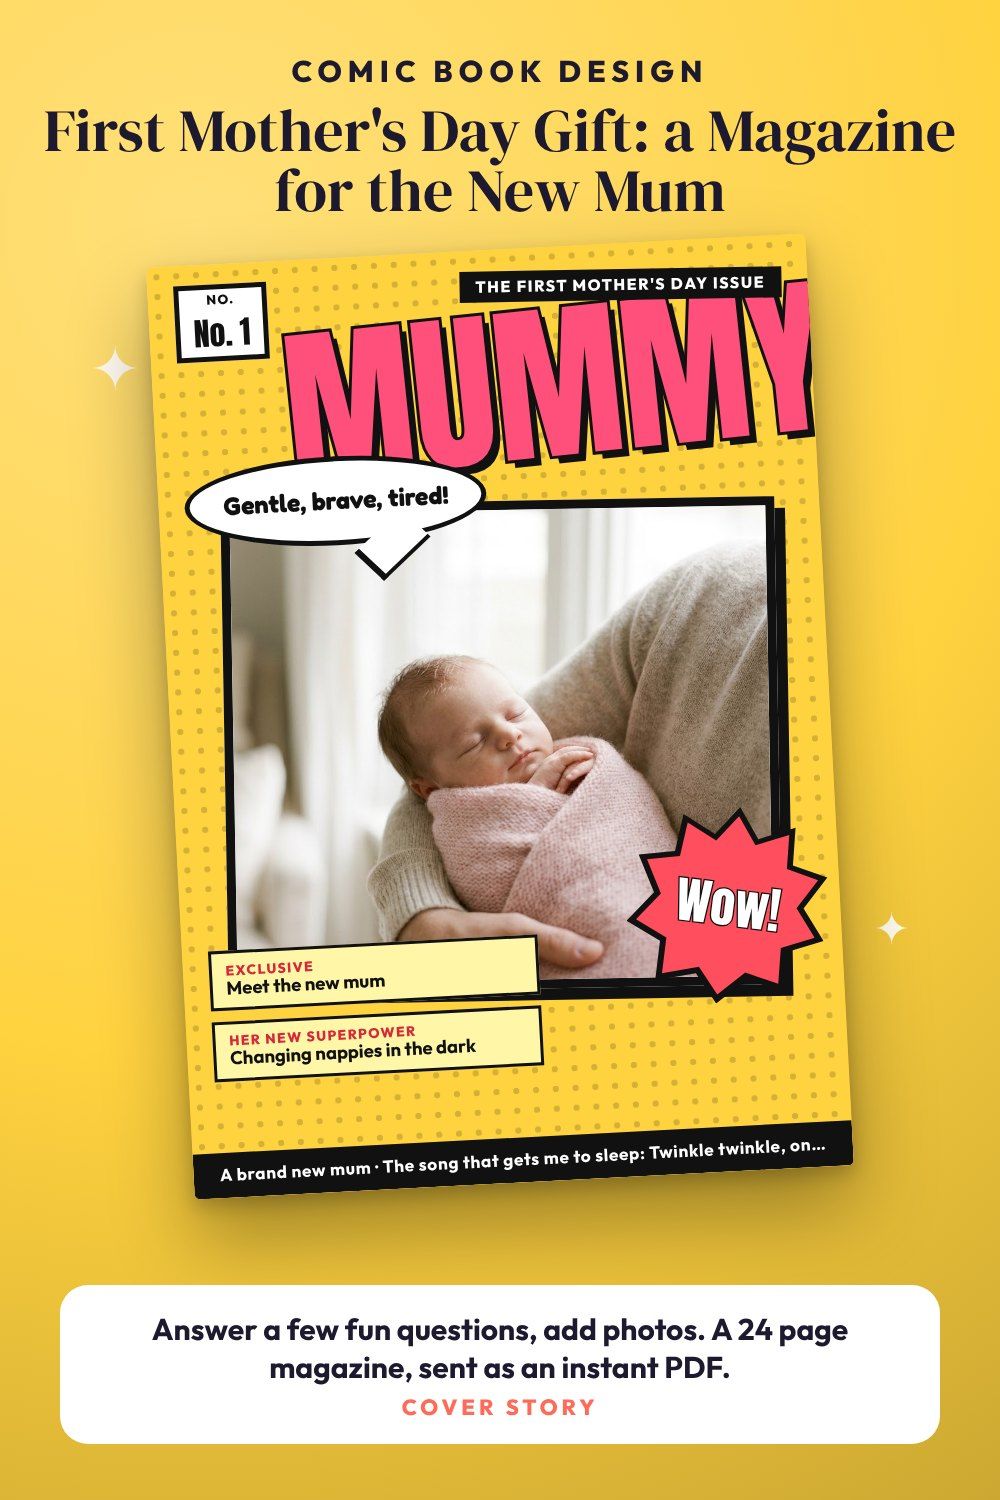 COMIC BOOK DESIGN
First Mother's Day Gift: a Magazine
for the New Mum
NO.
No. 1
THE FIRST MOTHER'S DAY ISSUE
MUMMY
Gentle, brave, tired!
Wow!
EXCLUSIVE
Meet the new mum
HER NEW SUPERPOWER
Changing nappies in the dark
A brand new mum · The song that gets me to sleep: Twinkle twinkle, on...
Answer a few fun questions, add photos. A 24 page
magazine, sent as an instant PDF.
COVER STORY